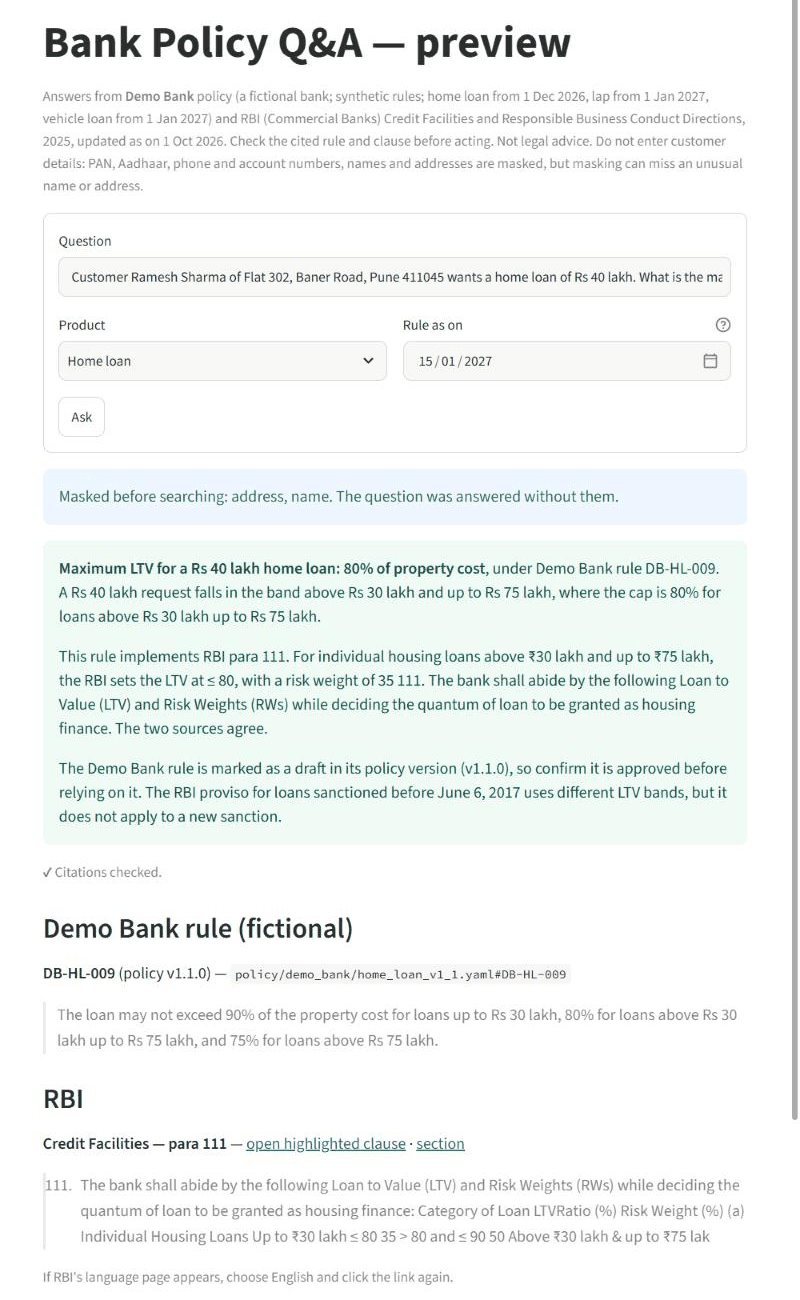 Bank Policy Q&A — preview
Answers from Demo Bank policy (a fictional bank; synthetic rules; home loan from 1 Dec 2026, lap from 1 Jan 2027,
vehicle loan from 1 Jan 2027) and RBI (Commercial Banks) Credit Facilities and Responsible Business Conduct Directions,
2025, updated as on 1 Oct 2026. Check the cited rule and clause before acting. Not legal advice. Do not enter customer
details: PAN, Aadhaar, phone and account numbers, names and addresses are masked, but masking can miss an unusual
name or address.
Question
Customer Ramesh Sharma of Flat 302, Baner Road, Pune 411045 wants a home loan of Rs 40 lakh. What is the ma
Product
Rule as on
Home loan
15/01/2027
Ask
Masked before searching: address, name. The question was answered without them.
Maximum LTV for a Rs 40 lakh home loan: 80% of property cost, under Demo Bank rule DB-HL-009.
A Rs 40 lakh request falls in the band above Rs 30 lakh and up to Rs 75 lakh, where the cap is 80% for
loans above Rs 30 lakh up to Rs 75 lakh.
This rule implements RBI para 111. For individual housing loans above ₹30 lakh and up to ₹75 lakh,
the RBI sets the LTV at ≤ 80, with a risk weight of 35 111. The bank shall abide by the following Loan to
Value (LTV) and Risk Weights (RWs) while deciding the quantum of loan to be granted as housing
finance. The two sources agree.
The Demo Bank rule is marked as a draft in its policy version (v1.1.0), so confirm it is approved before
relying on it. The RBI proviso for loans sanctioned before June 6, 2017 uses different LTV bands, but it
does not apply to a new sanction.
✓ Citations checked.
Demo Bank rule (fictional)
DB-HL-009 (policy v1.1.0) — policy/demo_bank/home_loan_v1_1.yaml#DB-HL-009
The loan may not exceed 90% of the property cost for loans up to Rs 30 lakh, 80% for loans above Rs 30
lakh up to Rs 75 lakh, and 75% for loans above Rs 75 lakh.
RBI
Credit Facilities — para 111 — open highlighted clause · section
111. The bank shall abide by the following Loan to Value (LTV) and Risk Weights (RWs) while deciding the
quantum of loan to be granted as housing finance: Category of Loan LTVRatio (%) Risk Weight (%) (a)
Individual Housing Loans Up to ₹30 lakh ≤ 80 35 > 80 and ≤ 90 50 Above ₹30 lakh & up to ₹75 lak
If RBI's language page appears, choose English and click the link again.